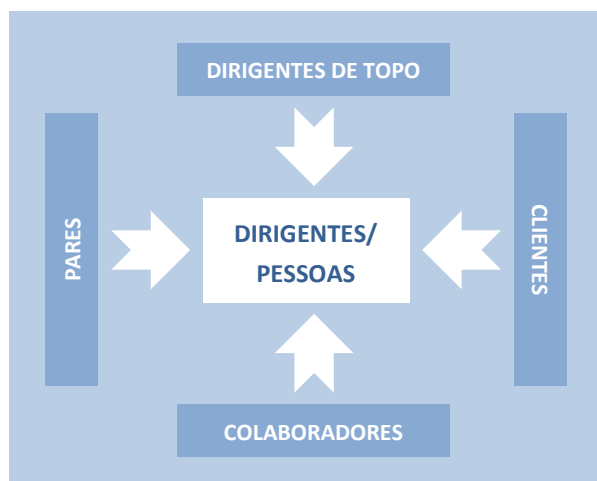 DIRIGENTES DE TOPO
PARES
DIRIGENTES/
PESSOAS
CLIENTES
COLABORADORES